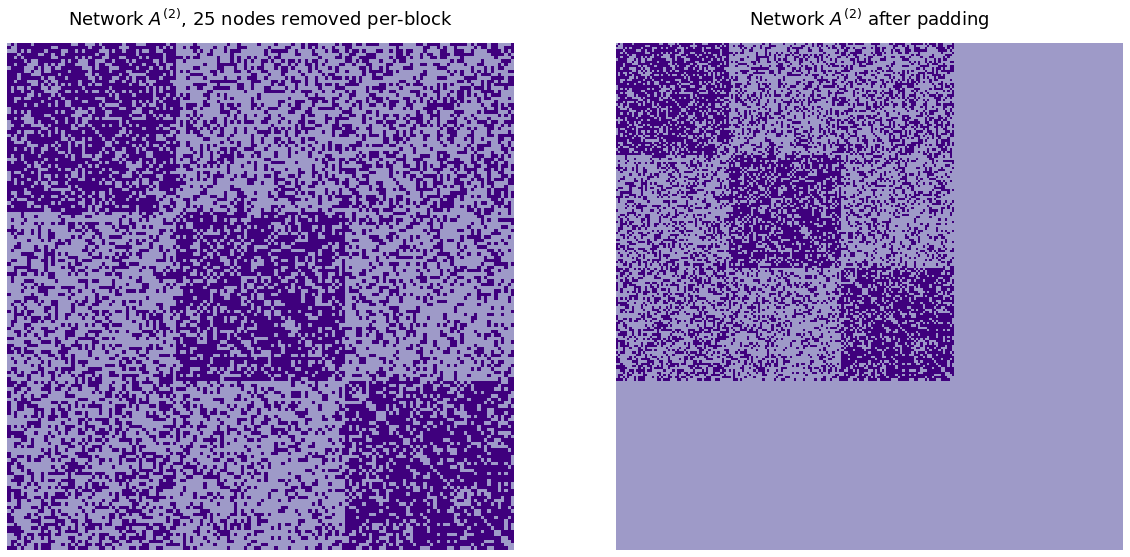 Network $A^{(2)}$, 25 nodes removed per-block
Network $A^{(2)}$ after padding